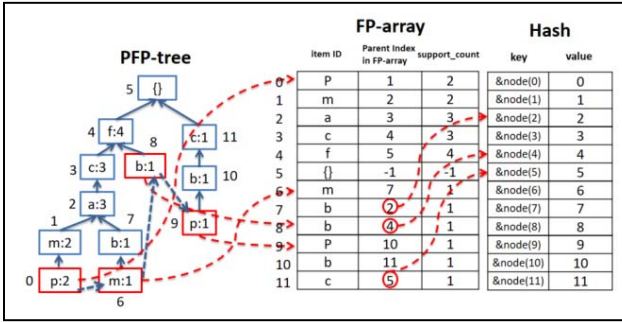 FP-array Hash
PFP-tree
item ID Parent Index in FP-array support_count key value
5 {}
4 f:4 8 c:1 11
3 c:3 b:1 b:1 10
2 a:3 7 9 p:1
1 m:2 b:1
0 p:2 m:1 6
0 P 1 2 &node(0) 0
1 m 2 2 &node(1) 1
2 a 3 3 &node(2) 2
3 c 4 3 &node(3) 3
4 f 5 4 &node(4) 4
5 {} -1 -1 &node(5) 5
6 m 7 1 &node(6) 6
7 b 2 1 &node(7) 7
8 b 4 1 &node(8) 8
9 P 10 1 &node(9) 9
10 b 11 1 &node(10) 10
11 c 5 1 &node(11) 11